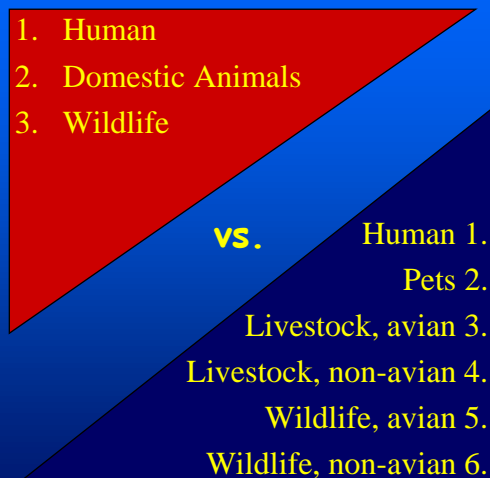 1. Human
2. Domestic Animals
3. Wildlife
vs.
Human 1.
Pets 2.
Livestock, avian 3.
Livestock, non-avian 4.
Wildlife, avian 5.
Wildlife, non-avian 6.